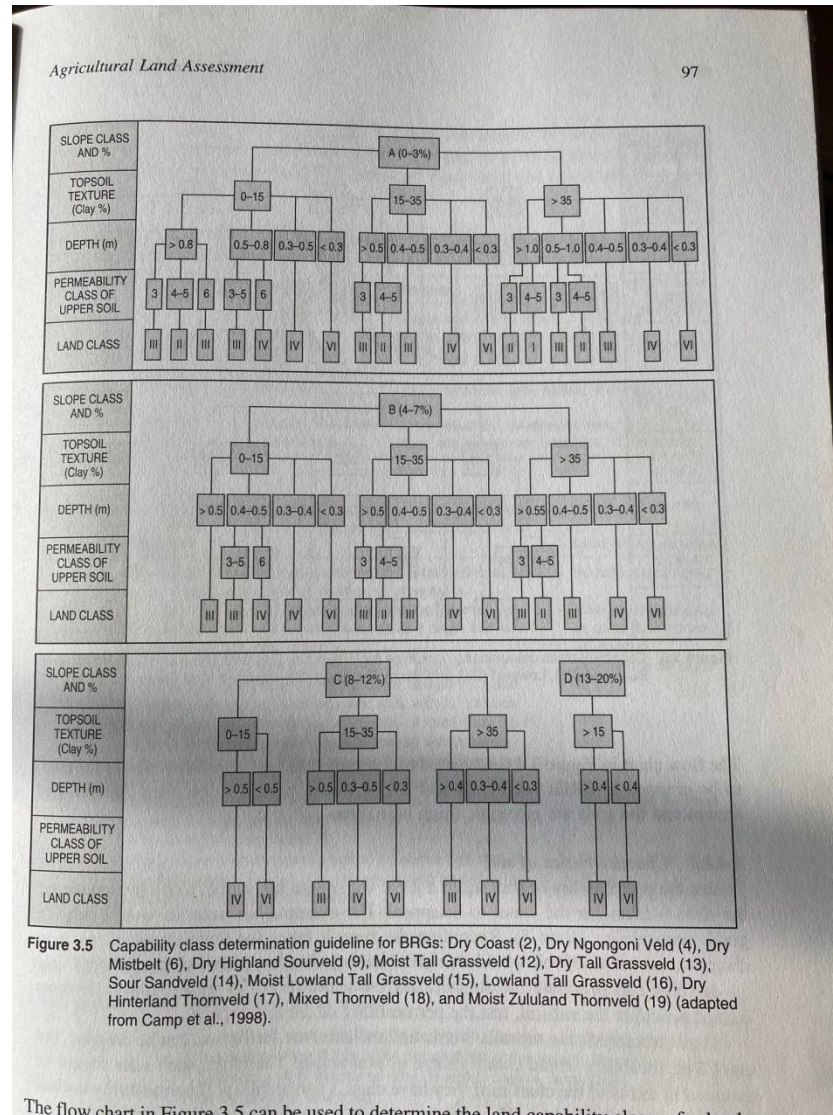 Agricultural Land Assessment
97
SLOPE CLASS
AND %
A (0–3%)
TOPSOIL
TEXTURE
(Clay %)
0–15
15–35
> 35
DEPTH (m)
> 0.8
0.5–0.8
0.3–0.5
< 0.3
> 0.5
0.4–0.5
0.3–0.4
< 0.3
> 1.0
0.5–1.0
0.4–0.5
0.3–0.4
< 0.3
PERMEABILITY
CLASS OF
UPPER SOIL
3
4–5
6
3–5
6
3
4–5
3
4–5
3
4–5
LAND CLASS
III
II
III
III
IV
IV
VI
III
II
III
IV
VI
II
I
III
II
III
IV
VI
SLOPE CLASS
AND %
B (4–7%)
TOPSOIL
TEXTURE
(Clay %)
0–15
15–35
> 35
DEPTH (m)
> 0.5
0.4–0.5
0.3–0.4
< 0.3
> 0.5
0.4–0.5
0.3–0.4
< 0.3
> 0.55
0.4–0.5
0.3–0.4
< 0.3
PERMEABILITY
CLASS OF
UPPER SOIL
3–5
6
3
4–5
3
4–5
LAND CLASS
III
III
IV
IV
VI
III
II
III
IV
VI
III
II
III
IV
VI
SLOPE CLASS
AND %
C (8–12%)
D (13–20%)
TOPSOIL
TEXTURE
(Clay %)
0–15
15–35
> 35
> 15
DEPTH (m)
> 0.5
< 0.5
> 0.5
0.3–0.5
< 0.3
> 0.4
0.3–0.4
< 0.3
> 0.4
< 0.4
PERMEABILITY
CLASS OF
UPPER SOIL
LAND CLASS
IV
VI
III
IV
VI
III
IV
VI
IV
VI
Figure 3.5 Capability class determination guideline for BRGs: Dry Coast (2), Dry Ngongoni Veld (4), Dry
Mistbelt (6), Dry Highland Sourveld (9), Moist Tall Grassveld (12), Dry Tall Grassveld (13),
Sour Sandveld (14), Moist Lowland Tall Grassveld (15), Lowland Tall Grassveld (16), Dry
Hinterland Thornveld (17), Mixed Thornveld (18), and Moist Zululand Thornveld (19) (adapted
from Camp et al., 1998).
The flow chart in Figure 3.5 can be used to determine the land capability